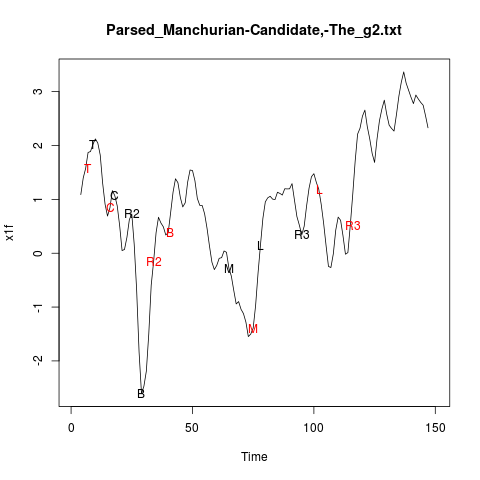 Parsed_Manchurian-Candidate,-The_g2.txt
x1f
3
2
1
0
-1
-2
T
T
C
C
R2
R2
B
B
M
M
L
L
R3
R3
0
50
100
150
Time